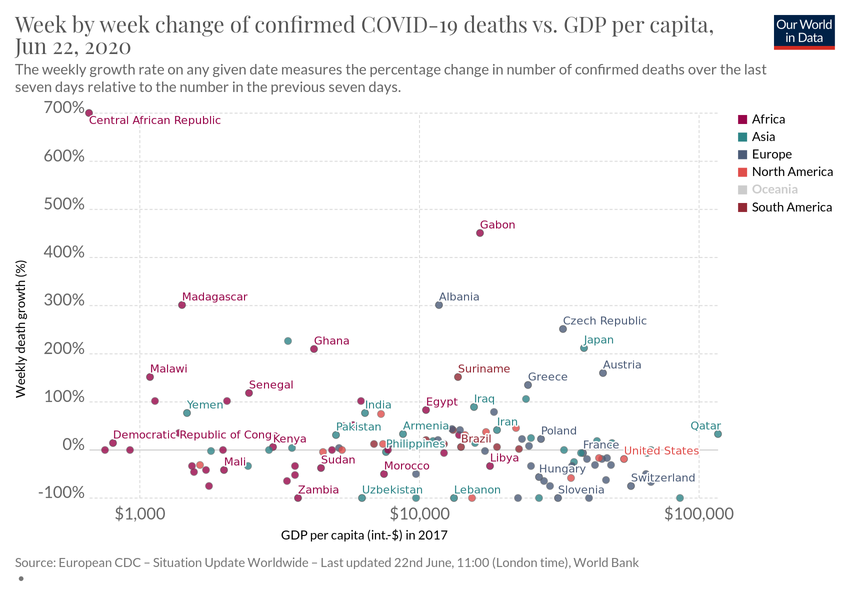 Week by week change of confirmed COVID-19 deaths vs. GDP per capita,
Jun 22, 2020
Our World
in Data
The weekly growth rate on any given date measures the percentage change in number of confirmed deaths over the last
seven days relative to the number in the previous seven days.
700%
Central African Republic
600%
500%
400%
300%
200%
100%
0%
-100%
Weekly death growth (%)
Gabon
Madagascar
Albania
Czech Republic
Ghana
Japan
Malawi
Suriname
Austria
Senegal
Greece
Yemen
India
Egypt
Iraq
Pakistan
Armenia
Iran
Qatar
Democratic Republic of Cong
Kenya
Philippines
Brazil
Poland
France
United States
Mali
Sudan
Morocco
Libya
Hungary
Switzerland
Zambia
Uzbekistan
Lebanon
Slovenia
$1,000
$10,000
$100,000
GDP per capita (int.-$) in 2017
Africa
Asia
Europe
North America
Oceania
South America
Source: European CDC – Situation Update Worldwide – Last updated 22nd June, 11:00 (London time), World Bank